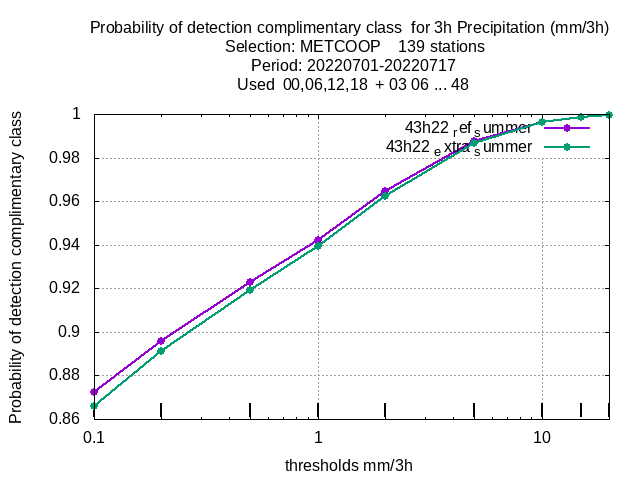 Probability of detection complimentary class  for 3h Precipitation (mm/3h)
Selection: METCOOP    139 stations
Period: 20220701-20220717
Used  00,06,12,18  + 03 06 ... 48
Probability of detection complimentary class
1
0.98
0.96
0.94
0.92
0.9
0.88
0.86
43h22 ref summer
43h22 extra summer
0.1
1
10
thresholds mm/3h